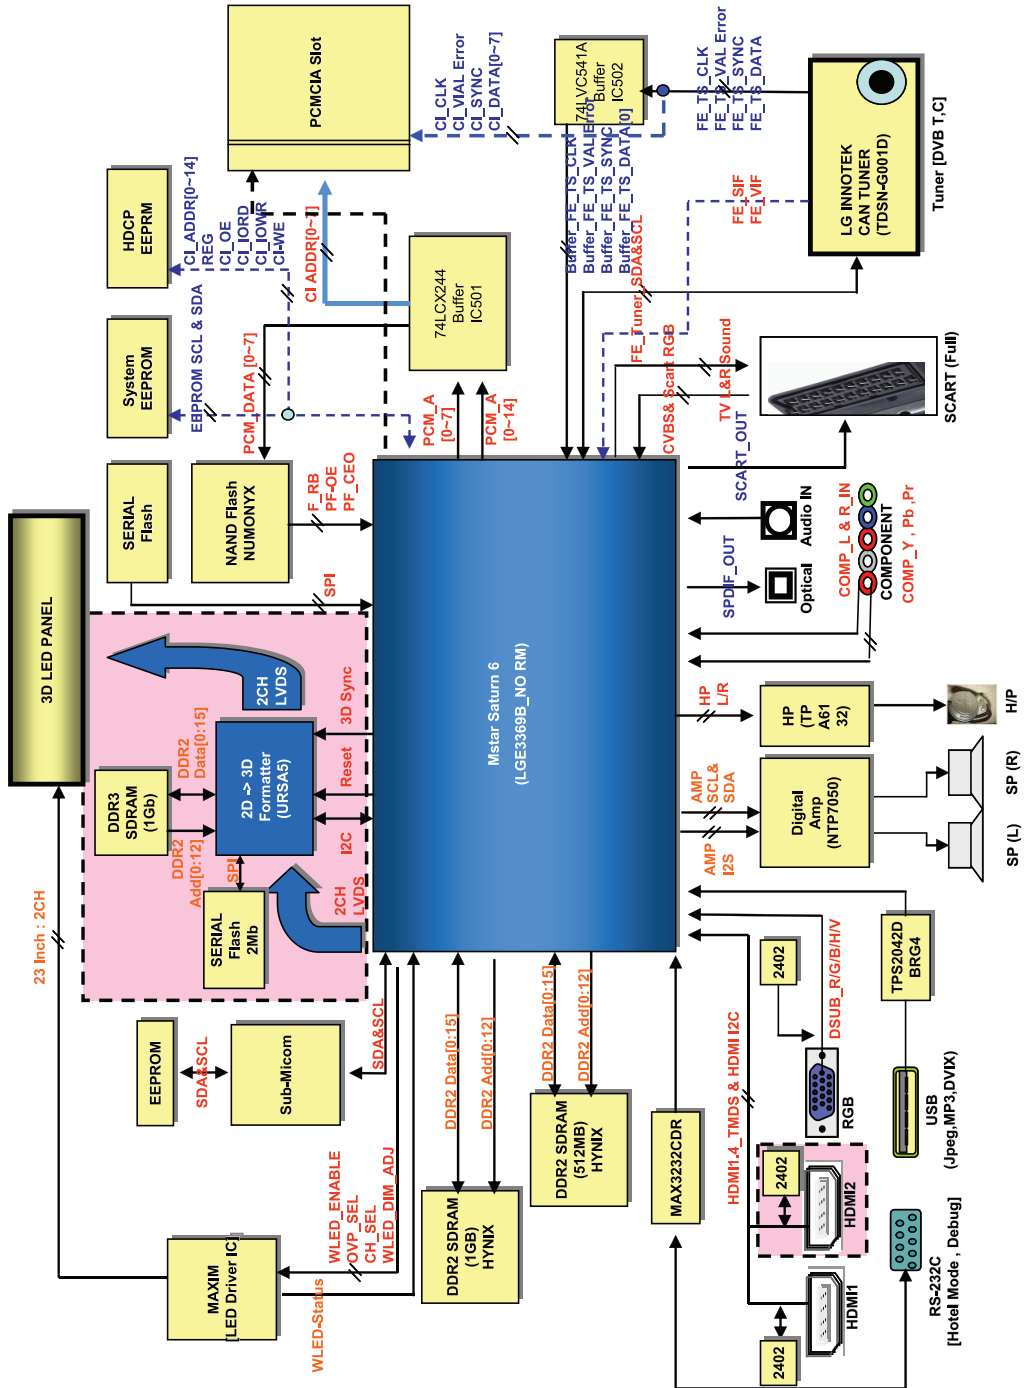 PCMCIA Slot
CI_CLK
CI_VIAL Error
CI_SYNC
CI_DATA[0~7]
74LVC541A
Buffer
IC502
FE_TS_CLK
FE_TS_VAL Error
FE_TS_SYNC
FE_TS_DATA
LG INNOTEK
CAN TUNER
(TDSN-G001D)
Tuner [DVB T,C]
HDCP
EEPRM
CI_ADDR[0~14]
REG
CI_OE
CI_IORD
CI_IOWR
CI-WE
CI ADDR[0~7]
74LCX244
Buffer
IC501
Buffer_FE_TS_CLK
Buffer_FE_TS_VAL Error
Buffer_FE_TS_SYNC
Buffer_FE_TS_DATA[0]
FE_SIF
FE_VIF
FE_Tuner_SDA&SCL
System
EEPROM
EEPROM SCL & SDA
PCM_DATA [0~7]
PCM_A
[0~7]
PCM_A
[0~14]
CVBS& Scart RGB
TV L&R Sound
SCART (Full)
SCART_OUT
SERIAL
Flash
NAND Flash
NUMONYX
F_RB
PF-OE
PF_CEO
SPI
Audio IN
SPDIF_OUT
Optical
COMP_L & R_IN
COMPONENT
COMP_Y , Pb ,Pr
3D LED PANEL
2CH
LVDS
3D Sync
Reset
I2C
2D -> 3D
Formatter
(URSA5)
DDR2
Data[0:15]
DDR3
SDRAM
(1Gb)
DDR2
Add[0:12]
SPI
SERIAL
Flash
2Mb
2CH
LVDS
23 Inch : 2CH
Mstar Saturn 6
(LGE3369B_NO RM)
HP
L/R
HP
(TP
A61
32)
H/P
AMP
SCL&
SDA
AMP
I2S
Digital
Amp
(NTP7050)
SP (R)
SP (L)
EEPROM
SDA&SCL
Sub-Micom
SDA&SCL
DDR2 Data[0:15]
DDR2 Add[0:12]
DDR2 Data[0:15]
DDR2 Add[0:12]
DDR2 SDRAM
(512MB)
HYNIX
DDR2 SDRAM
(1GB)
HYNIX
MAX3232CDR
HDMI1.4_TMDS & HDMI I2C
2402
DSUB_R/G/B/H/V
RGB
TPS2042D
BRG4
USB
(Jpeg,MP3,DVIX)
2402
HDMI2
HDMI1
2402
RS-232C
[Hotel Mode , Debug]
MAXIM
[LED Driver IC]
WLED_ENABLE
OVP_SEL
CH_SEL
WLED_DIM_ADJ
WLED-Status